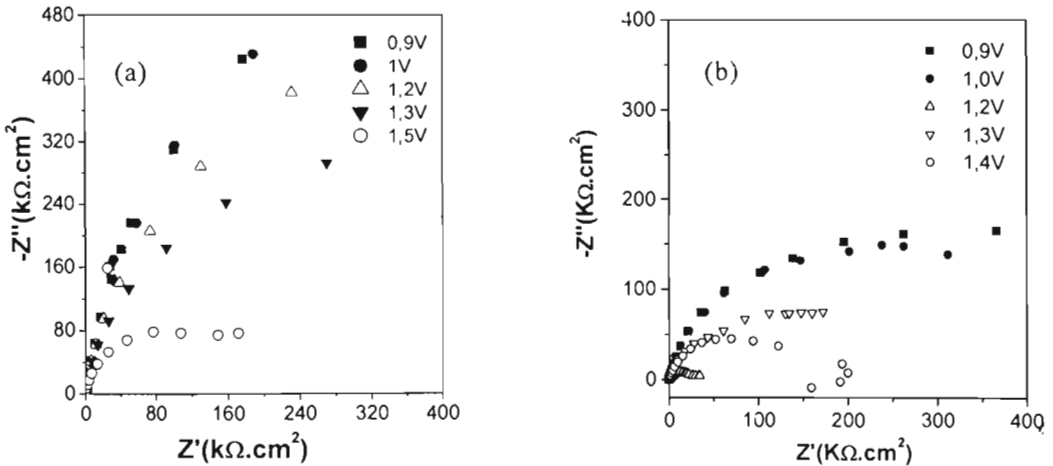 480
400
320
240
160
80
0
-Z"(kΩ.cm²)
(a)
0,9V
1V
1,2V
1,3V
1,5V
0 80 160 240 320 400
Z'(kΩ.cm²)
-400
300
200
100
0
-Z"(KΩ.cm²)
(b)
0,9V
1,0V
1,2V
1,3V
1,4V
0 100 200 300 400
Z'(KΩ.cm²)